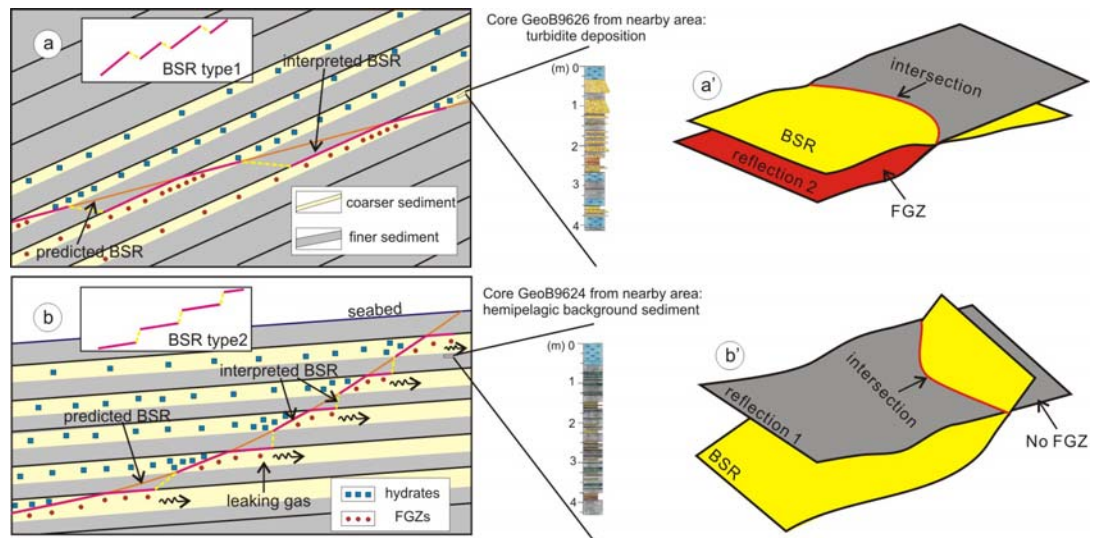 a
BSR type1
interpreted BSR
predicted BSR
coarser sediment
finer sediment
Core GeoB9626 from nearby area:
turbidite deposition
(m) 0
1
2
3
4
a'
intersection
BSR
reflection 2
FGZ
b
BSR type2
seabed
interpreted BSR
predicted BSR
leaking gas
hydrates
FGZs
Core GeoB9624 from nearby area:
hemipelagic background
sediment
(m) 0
1
2
3
4
b'
reflection 1
intersection
BSR
No FGZ